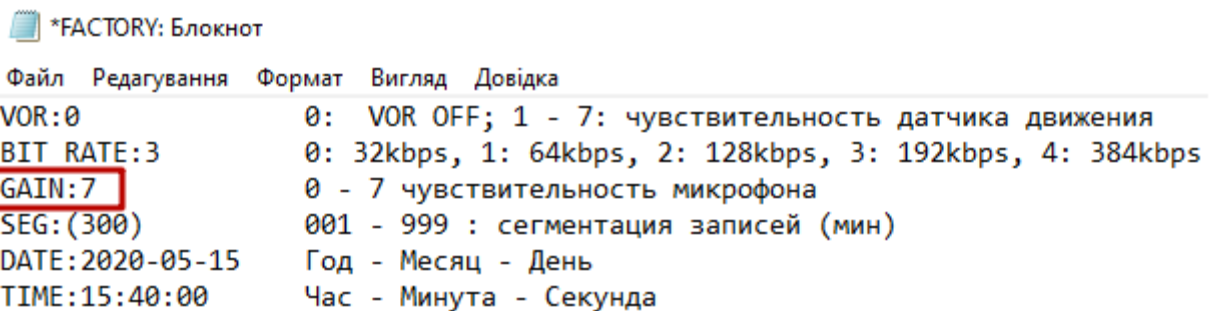 *FACTORY: Блокнот
Файл Редагування Формат Вигляд Довідка
VOR:0 0: VOR OFF; 1 - 7: чувствительность датчика движения
BIT RATE:3 0: 32kbps, 1: 64kbps, 2: 128kbps, 3: 192kbps, 4: 384kbps
GAIN:7 0 - 7 чувствительность микрофона
SEG:(300) 001 - 999 : сегментация записей (мин)
DATE:2020-05-15 Год - Месяц - День
TIME:15:40:00 Час - Минута - Секунда